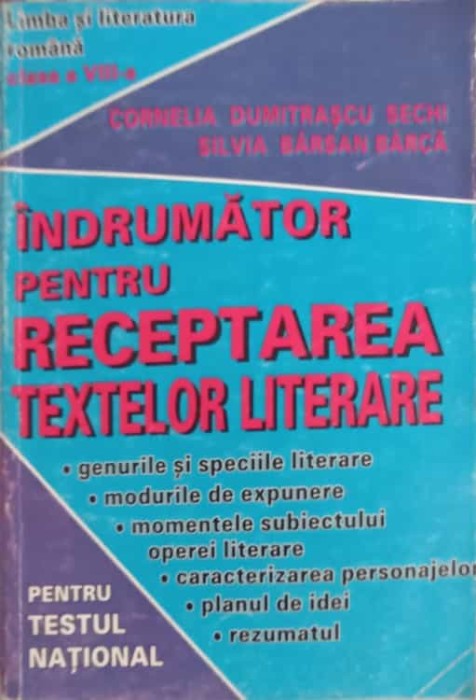 Limba și literatura
română
clasa a VIII-a
CORNELIA DUMITRAȘCU SECHI
SILVIA BÂRSAN BÂRCĂ
ÎNDRUMĂTOR
PENTRU
RECEPTAREA
TEXTELOR LITERARE
• genurile și speciile literare
• modurile de expunere
• momentele subiectului
operei literare
• caracterizarea personajelor
• planul de idei
• rezumatul
PENTRU
TESTUL
NAȚIONAL